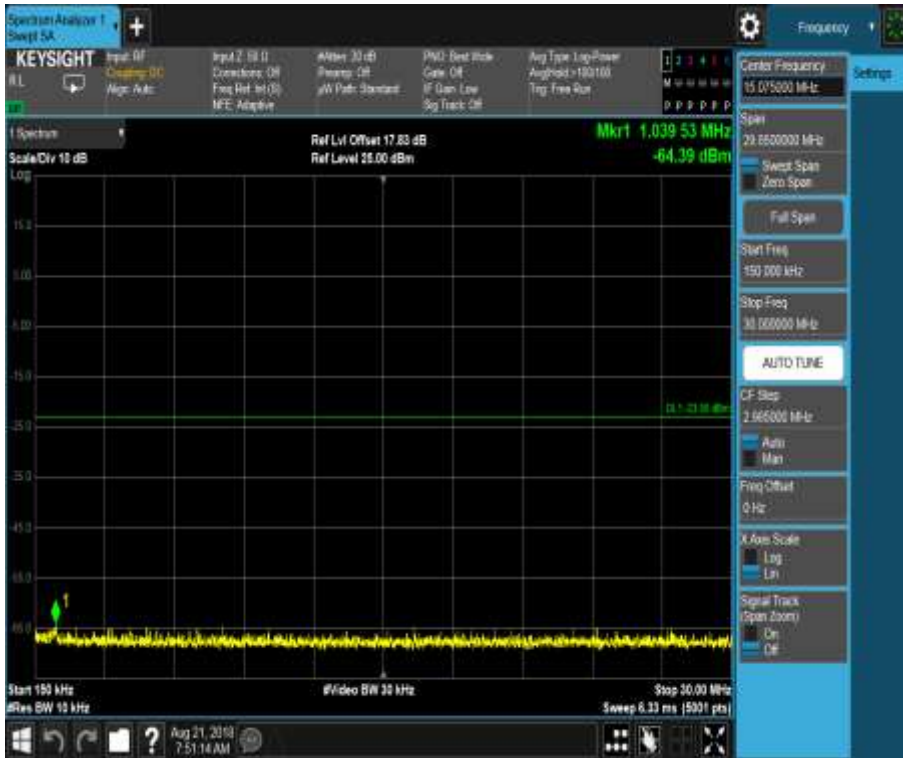 Spectrum Analyzer 1
Swept SA
+
Frequency
KEYSIGHT
Input: RF
Coupling: DC
Align: Auto
Input Z: 50 Ω
Corrections: Off
Freq Ref: Int (S)
NFE: Adaptive
#Atten: 30 dB
Preamp: Off
µW Path: Standard
PNO: Best Wide
Gate: Off
IF Gain: Low
Sig Track: Off
Avg Type: Log-Power
Avg|Hold:>100/100
Trig: Free Run
1 2 3 4 5 6
P P P P P P
Center Frequency
15.075000 MHz
Settings
1 Spectrum
Scale/Div 10 dB
Log
Ref Lvl Offset 17.83 dB
Ref Level 25.00 dBm
Mkr1 1.039 53 MHz
-64.39 dBm
Span
29.8500000 MHz
Swept Span
Zero Span
Full Span
Start Freq
150.000 kHz
Stop Freq
30.000000 MHz
AUTO TUNE
CF Step
2.985000 MHz
Auto
Man
Freq Offset
0 Hz
X Axis Scale
Log
Lin
Signal Track
(Span Zoom)
On
Off
15.0
5.00
-5.00
-15.0
-25.0
-35.0
-45.0
-55.0
-65.0
1
Start 150 kHz
#Video BW 30 kHz
Stop 30.00 MHz
#Res BW 10 kHz
Sweep 6.33 ms (5001 pts)
?
Aug 21, 2018
7:51:14 AM